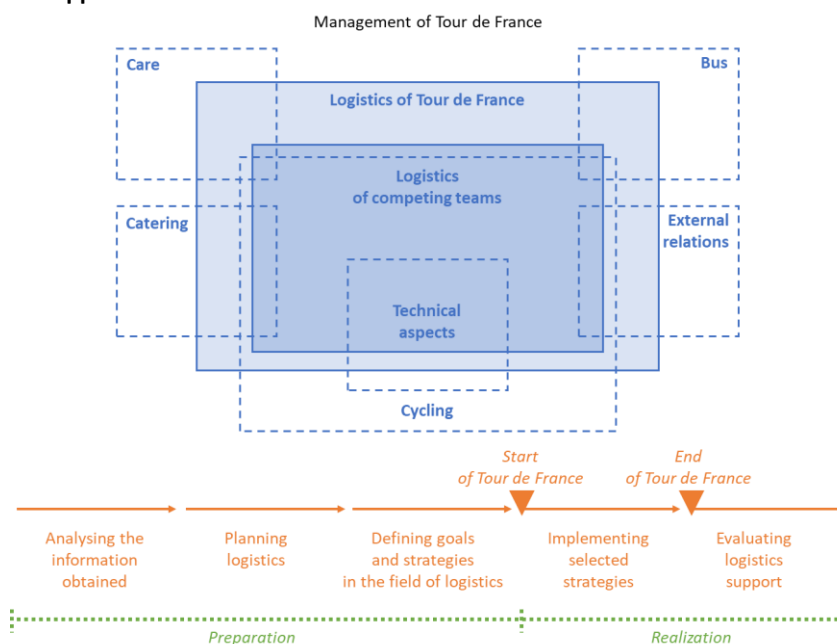 Management of Tour de France
Care
Bus
Logistics of Tour de France
Logistics
of competing teams
Catering
External
relations
Technical
aspects
Cycling
Start
of Tour de France
End
of Tour de France
Analysing the
information
obtained
Planning
logistics
Defining goals
and strategies
in the field of logistics
Implementing
selected
strategies
Evaluating
logistics
support
Preparation
Realization